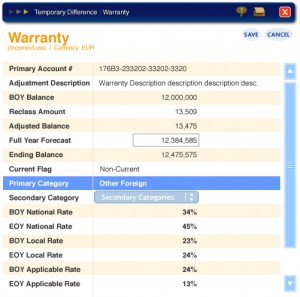 Temporary Difference : Warranty
Warranty
(Income)/Loss / Currency: EUR
SAVE CANCEL
Primary Account # 176B3-233202-33202-3320
Adjustment Description Warrenty Description description description desc.
BOY Balance 12,000,000
Reclass Amount 13,509
Adjusted Balance 13,475
Full Year Forecast 12,384,585
Ending Balance 12,475,575
Current Flag Non-Current
Primary Category Other Foreign
Secondary Category Secondary Categories
BOY National Rate 34%
EOY National Rate 45%
BOY Local Rate 23%
EOY Local Rate 24%
BOY Applicable Rate 24%
EOY Applicable Rate 13%